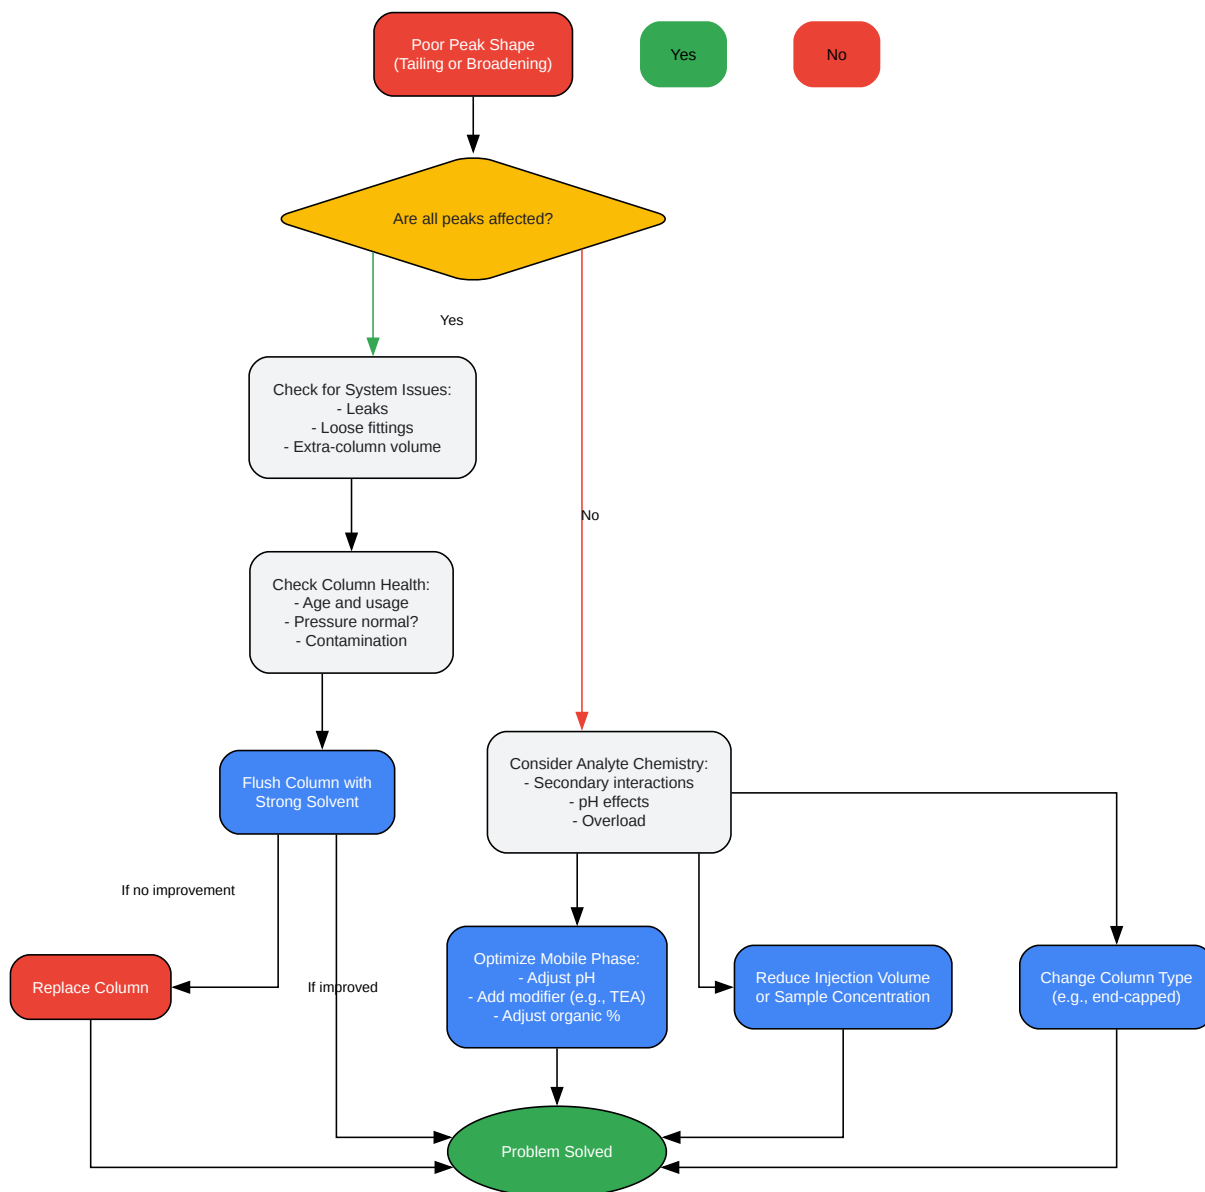 Poor Peak Shape
(Tailing or Broadening)
Yes
No
Are all peaks affected?
Yes
Check for System Issues:
- Leaks
- Loose fittings
- Extra-column volume
No
Check Column Health:
- Age and usage
- Pressure normal?
- Contamination
Flush Column with
Strong Solvent
Consider Analyte Chemistry:
- Secondary interactions
- pH effects
- Overload
If no improvement
Replace Column
If improved
Optimize Mobile Phase:
- Adjust pH
- Add modifier (e.g., TEA)
- Adjust organic %
Reduce Injection Volume
or Sample Concentration
Change Column Type
(e.g., end-capped)
Problem Solved